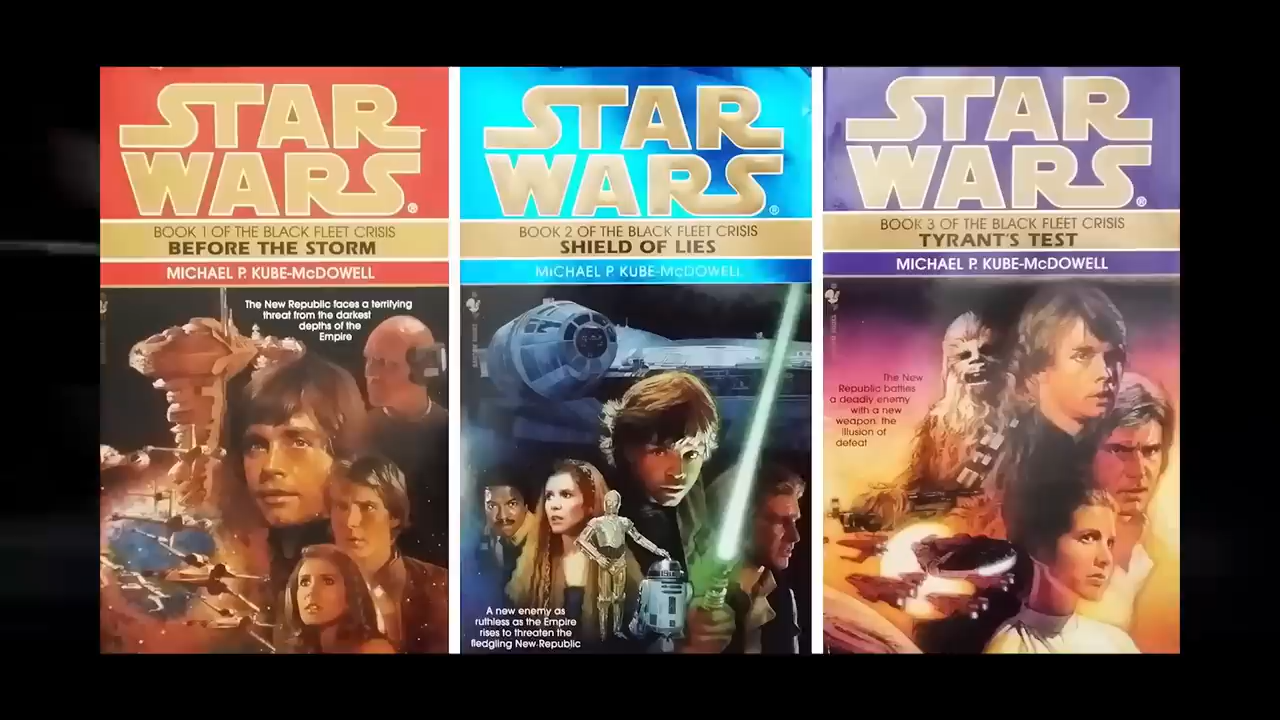 STAR
WARS®
BOOK 1 OF THE BLACK FLEET CRISIS
BEFORE THE STORM
MICHAEL P. KUBE-McDOWELL
The New Republic faces a terrifying
threat from the darkest
depths of the
Empire
STAR
WARS®
BOOK 2 OF THE BLACK FLEET CRISIS
SHIELD OF LIES
MICHAEL P. KUBE-McDOWELL
A new enemy as
ruthless as the Empire
rises to threaten the
fledgling New Republic
STAR
WARS®
BOOK 3 OF THE BLACK FLEET CRISIS
TYRANT'S TEST
MICHAEL P. KUBE-McDOWELL
The New
Republic battles
a deadly enemy
with a new
weapon: the
illusion of
defeat